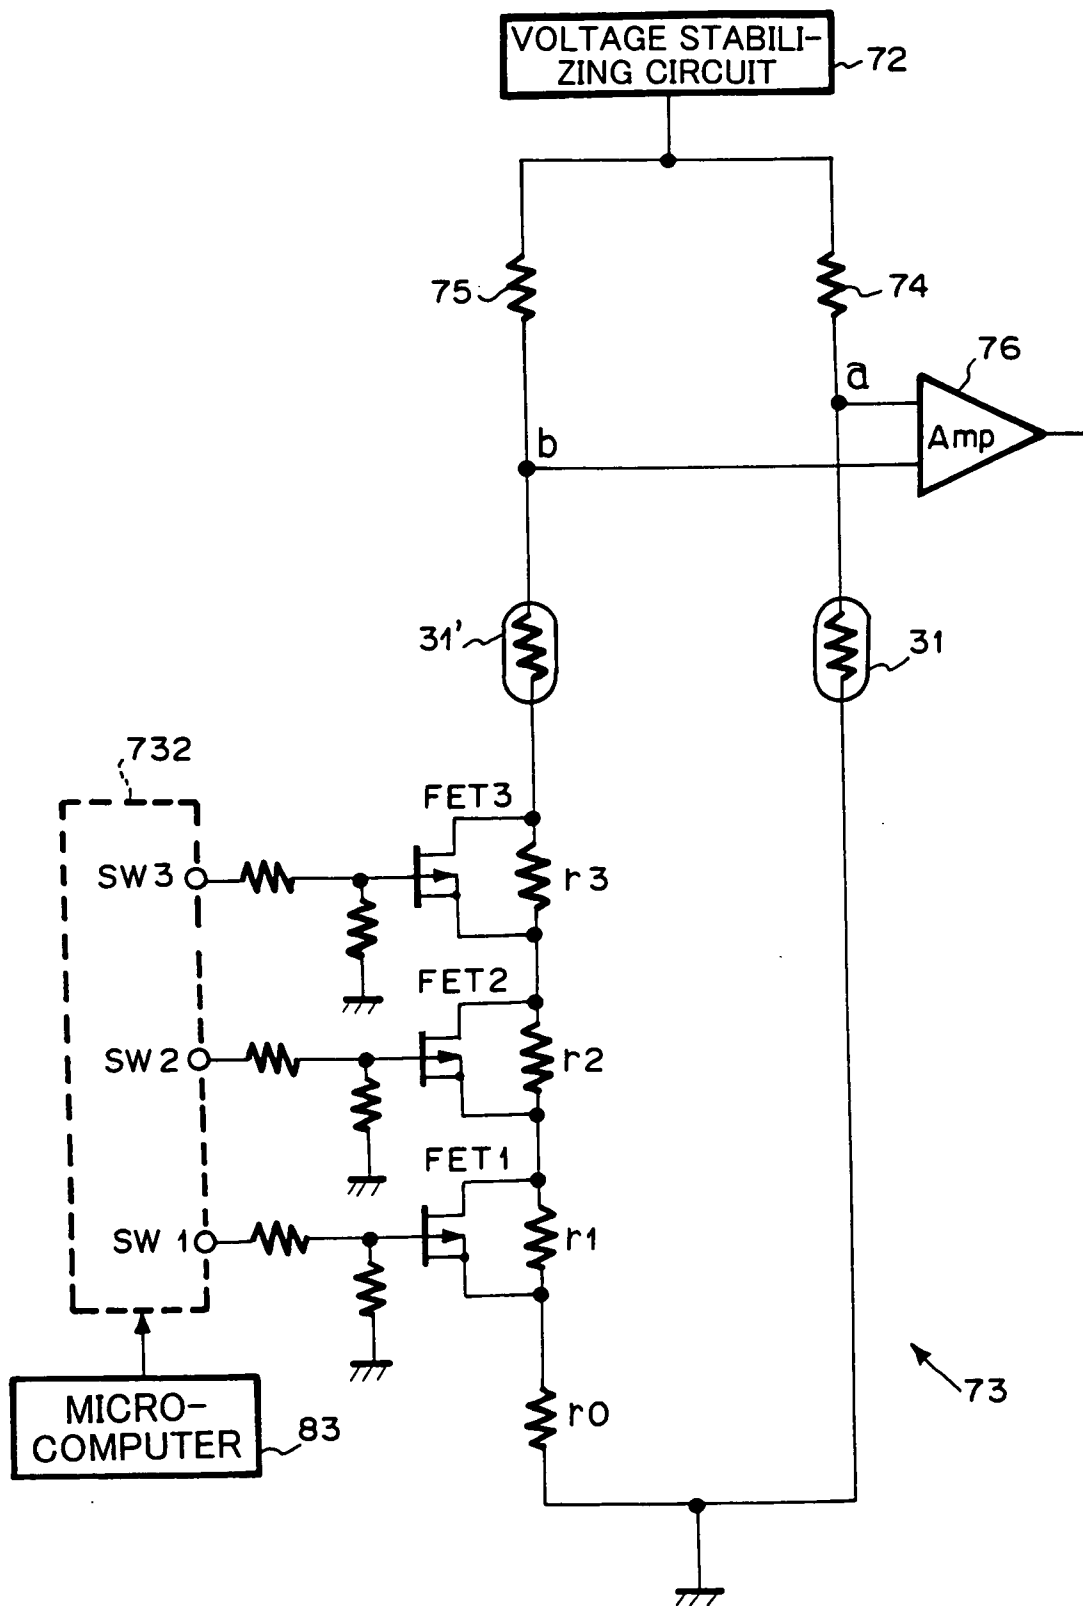 VOLTAGE STABILI-
ZING CIRCUIT
72
75
74
76
a
b
Amp
31'
31
732
FET3
SW3
r3
FET2
SW2
r2
FET1
SW 1
r1
MICRO-
COMPUTER
83
r0
73